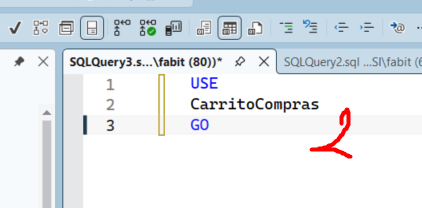 SQLQuery3.s...\fabit (80))*
SQLQuery2.sql ...SI\fabit (6
1 USE
2 CarritoCompras
3 GO
2